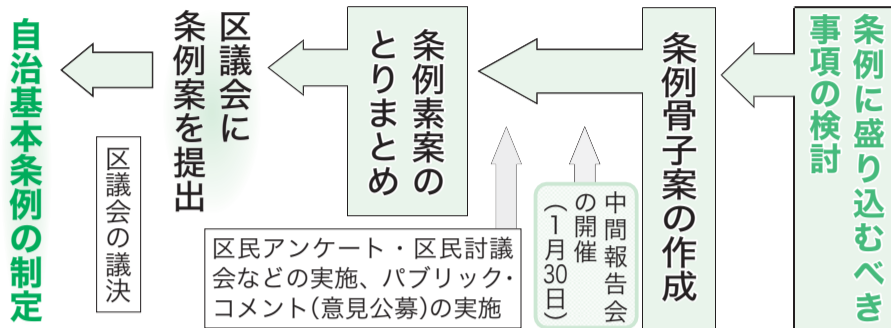 条例に盛り込むべき
事項の検討
条例骨子案の作成
中間報告会
の開催
(1月30日)
条例素案の
とりまとめ
区民アンケート・区民討議
会などの実施、パブリック・
コメント(意見公募)の実施
区議会に
条例案を提出
区議会の議決
自治基本条例の制定